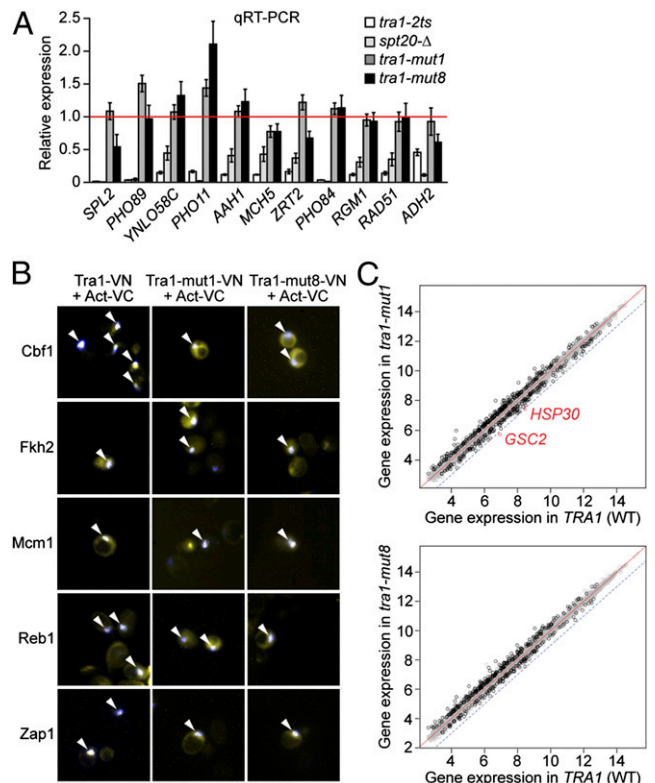 A
qRT-PCR
Relative expression
2.5
2.0
1.5
1.0
0.5
0
tra1-2ts
spt20-Δ
tra1-mut1
tra1-mut8
SPL2
PHO89
YNLO58C
PHO11
AAH1
MCH5
ZRT2
PHO84
RGM1
RAD51
ADH2
B
Tra1-VN + Act-VC
Tra1-mut1-VN + Act-VC
Tra1-mut8-VN + Act-VC
Cbf1
Fkh2
Mcm1
Reb1
Zap1
C
Gene expression in tra1-mut1
14
12
10
8
6
4
HSP30
GSC2
4 6 8 10 12 14
Gene expression in TRA1 (WT)
Gene expression in tra1-mut8
14
12
10
8
6
4
2
4 6 8 10 12 14
Gene expression in TRA1 (WT)